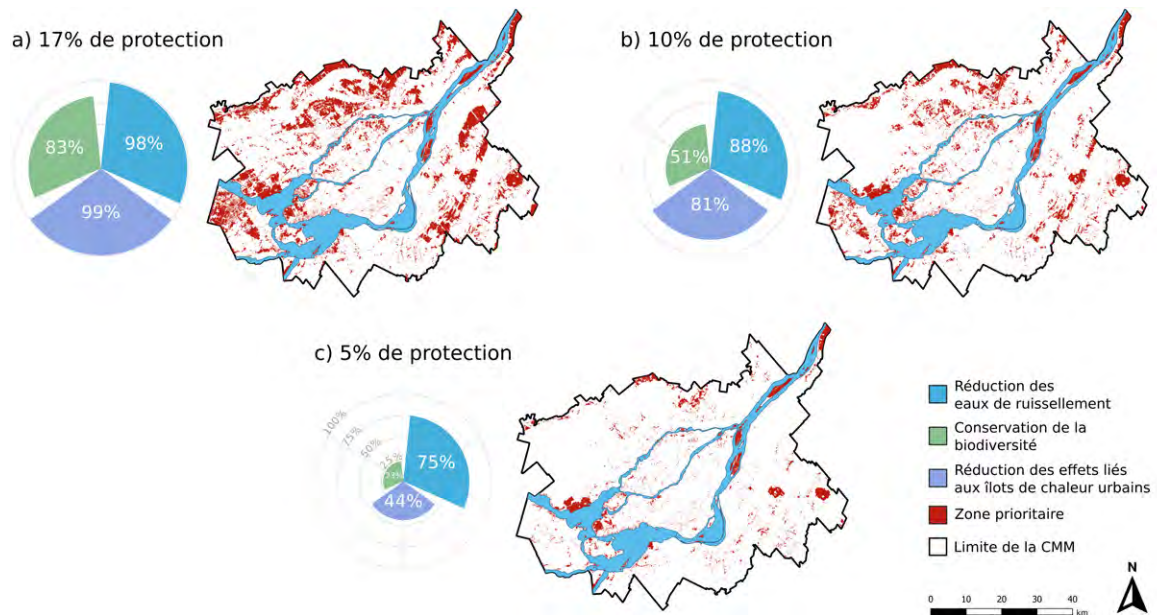 a) 17% de protection
83%
98%
99%
b) 10% de protection
51%
88%
81%
c) 5% de protection
100%
75%
50%
25%
75%
44%
Réduction des
eaux de ruissellement
Conservation de la
biodiversité
Réduction des effets liés
aux îlots de chaleur urbains
Zone prioritaire
Limite de la CMM
N
0 10 20 30 40
km